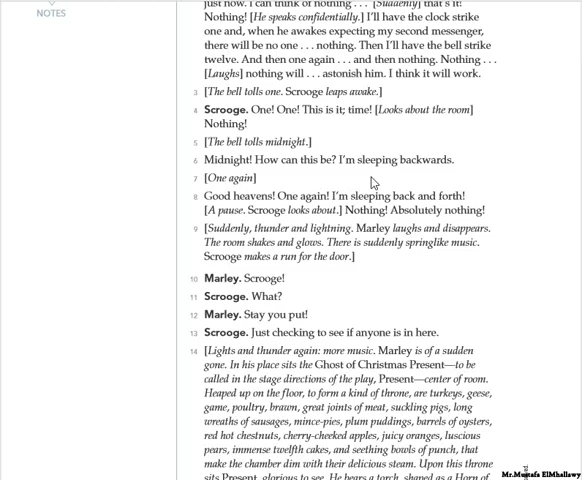 NOTES
just now. I can think of nothing . . . [Suddenly] that's it!
Nothing! [He speaks confidentially.] I'll have the clock strike
one and, when he awakes expecting my second messenger,
there will be no one . . . nothing. Then I'll have the bell strike
twelve. And then one again . . . and then nothing. Nothing . . .
[Laughs] nothing will . . . astonish him. I think it will work.
3 [The bell tolls one. Scrooge leaps awake.]
4 Scrooge. One! One! This is it; time! [Looks about the room]
Nothing!
5 [The bell tolls midnight.]
6 Midnight! How can this be? I'm sleeping backwards.
7 [One again]
8 Good heavens! One again! I'm sleeping back and forth!
[A pause. Scrooge looks about.] Nothing! Absolutely nothing!
9 [Suddenly, thunder and lightning. Marley laughs and disappears.
The room shakes and glows. There is suddenly springlike music.
Scrooge makes a run for the door.]
10 Marley. Scrooge!
11 Scrooge. What?
12 Marley. Stay you put!
13 Scrooge. Just checking to see if anyone is in here.
14 [Lights and thunder again: more music. Marley is of a sudden
gone. In his place sits the Ghost of Christmas Present—to be
called in the stage directions of the play, Present—center of room.
Heaped up on the floor, to form a kind of throne, are turkeys, geese,
game, poultry, brawn, great joints of meat, suckling pigs, long
wreaths of sausages, mince-pies, plum puddings, barrels of oysters,
red hot chestnuts, cherry-cheeked apples, juicy oranges, luscious
pears, immense twelfth cakes, and seething bowls of punch, that
make the chamber dim with their delicious steam. Upon this throne
sits Present, glorious to see. He bears a torch, shaped as a Horn of
Mr.Mustafa ElMhallawy